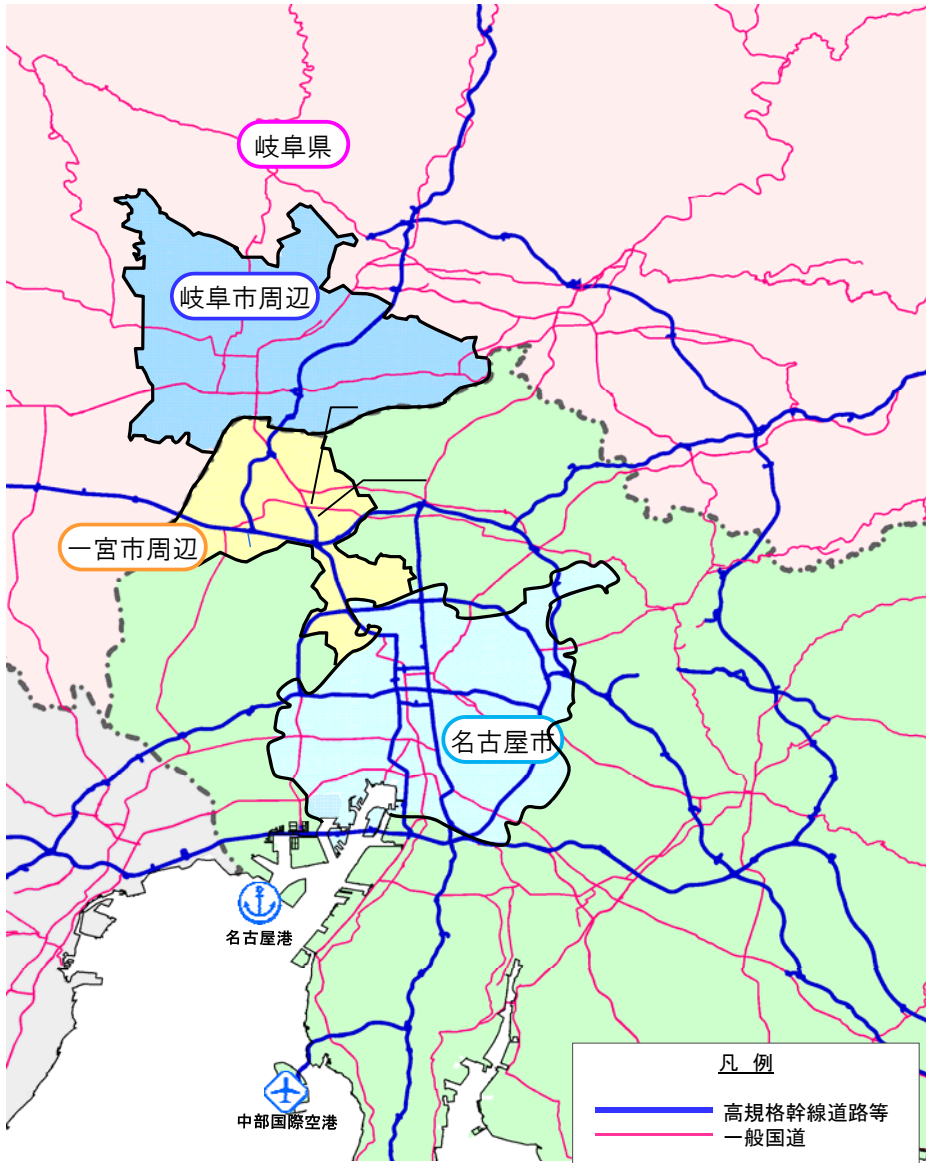 岐阜県
岐阜市周辺
一宮市周辺
名古屋市
名古屋港
中部国際空港
凡 例
高規格幹線道路等
一般国道